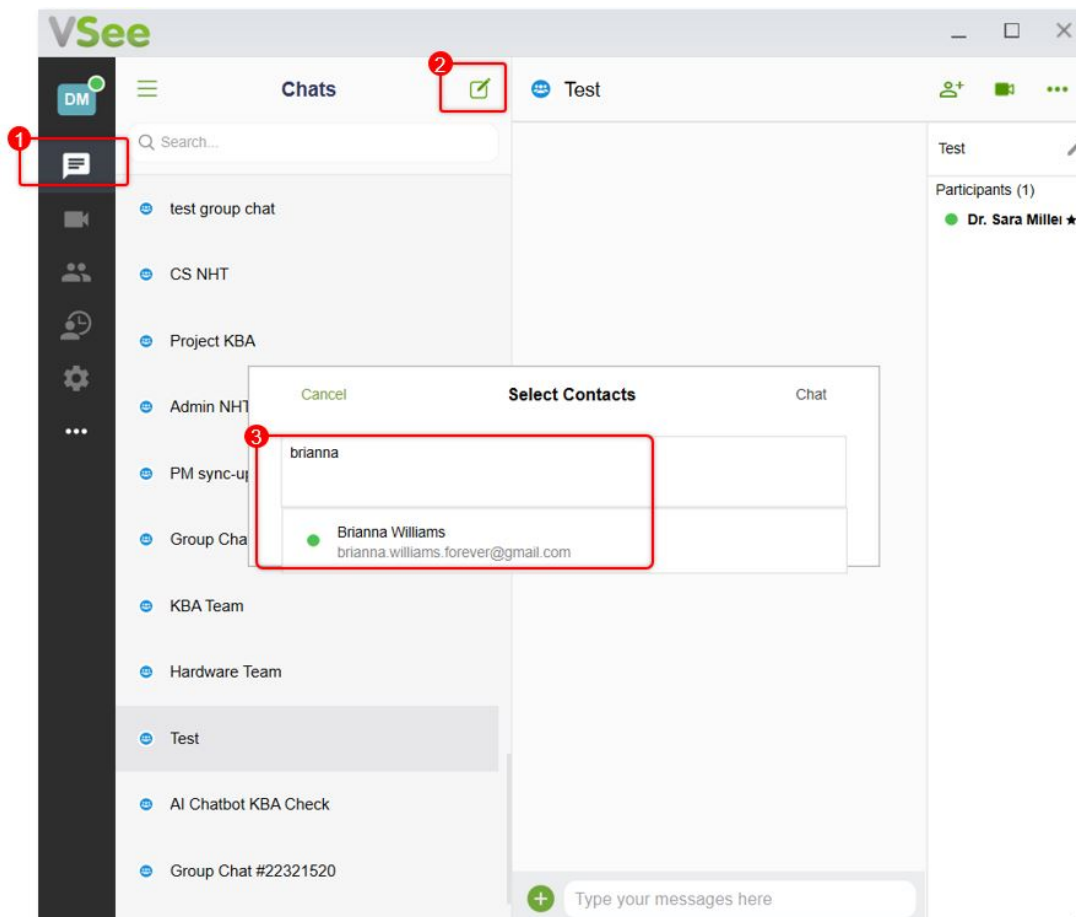 VSee
DM
1
2
Chats
Test
Search...
Test
Participants (1)
Dr. Sara Miller
test group chat
CS NHT
Project KBA
Admin NHT
PM sync-up
Group Cha
KBA Team
Hardware Team
Test
AI Chatbot KBA Check
Group Chat #22321520
Cancel
Select Contacts
Chat
3
brianna
Brianna Williams
brianna.williams.forever@gmail.com
Type your messages here